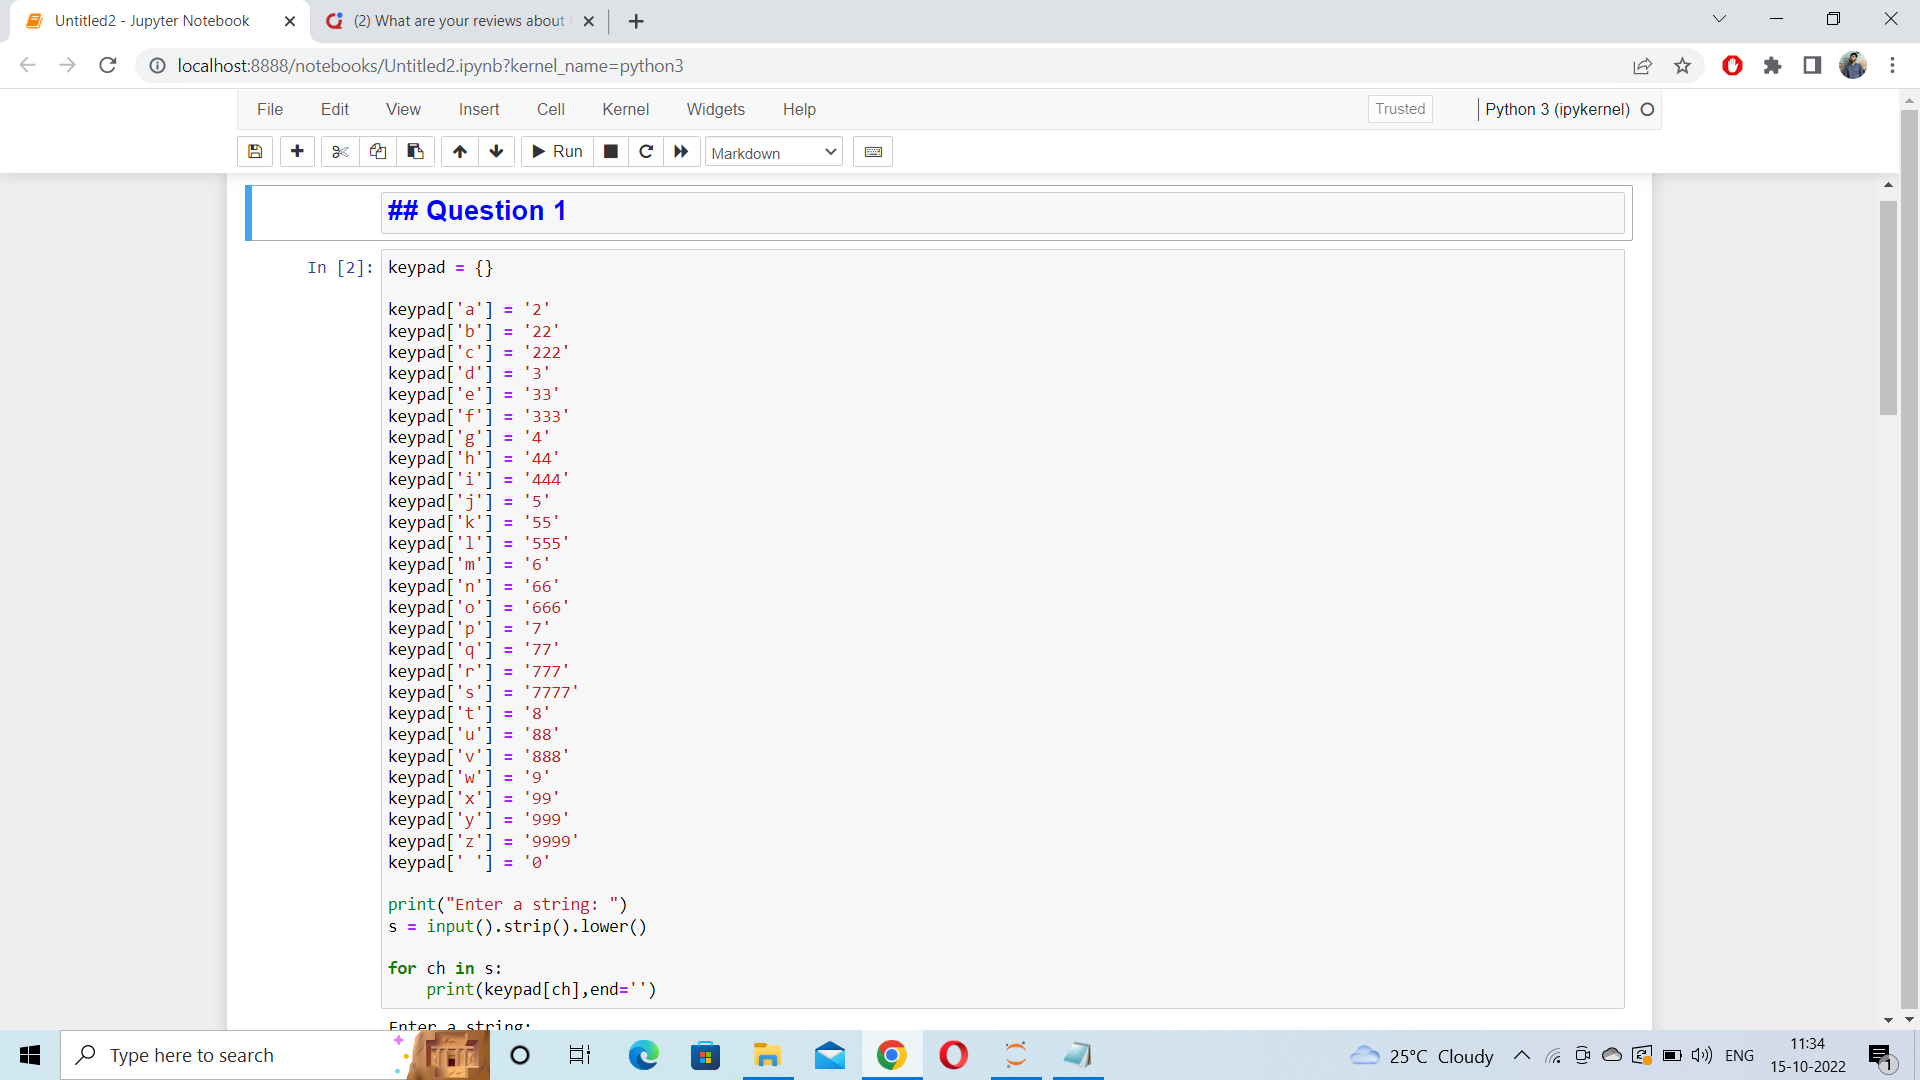 Untitled2 - Jupyter Notebook
(2) What are your reviews about
localhost:8888/notebooks/Untitled2.ipynb?kernel_name=python3
File Edit View Insert Cell Kernel Widgets Help Trusted Python 3 (ipykernel)
Run Markdown
## Question 1
In [2]: keypad = {}
keypad['a'] = '2'
keypad['b'] = '22'
keypad['c'] = '222'
keypad['d'] = '3'
keypad['e'] = '33'
keypad['f'] = '333'
keypad['g'] = '4'
keypad['h'] = '44'
keypad['i'] = '444'
keypad['j'] = '5'
keypad['k'] = '55'
keypad['l'] = '555'
keypad['m'] = '6'
keypad['n'] = '66'
keypad['o'] = '666'
keypad['p'] = '7'
keypad['q'] = '77'
keypad['r'] = '777'
keypad['s'] = '7777'
keypad['t'] = '8'
keypad['u'] = '88'
keypad['v'] = '888'
keypad['w'] = '9'
keypad['x'] = '99'
keypad['y'] = '999'
keypad['z'] = '9999'
keypad[' '] = '0'
print("Enter a string: ")
s = input().strip().lower()
for ch in s:
    print(keypad[ch],end='')
Enter a string:
Type here to search
25°C Cloudy
ENG
11:34
15-10-2022
1